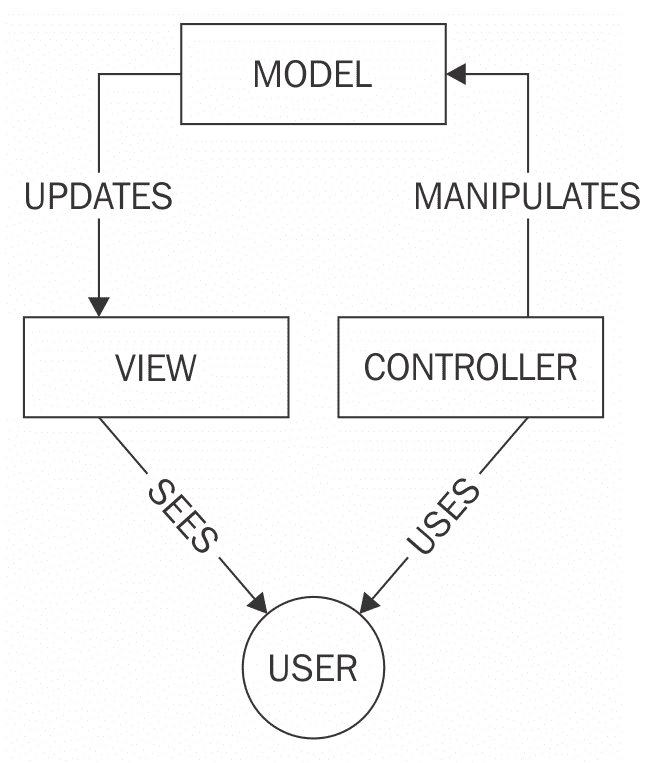 MODEL
UPDATES
MANIPULATES
VIEW
CONTROLLER
SEES
USES
USER